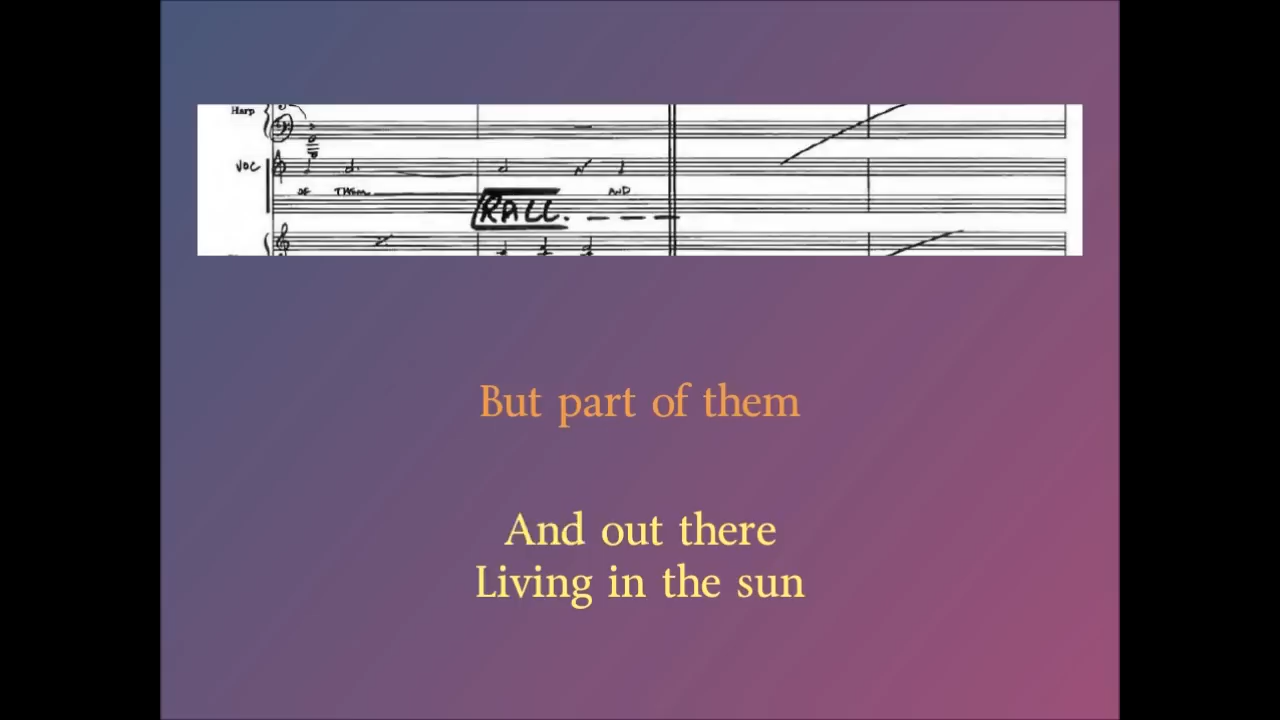 Harp
VOC
OF THEM AND
RALL.
But part of them
And out there
Living in the sun